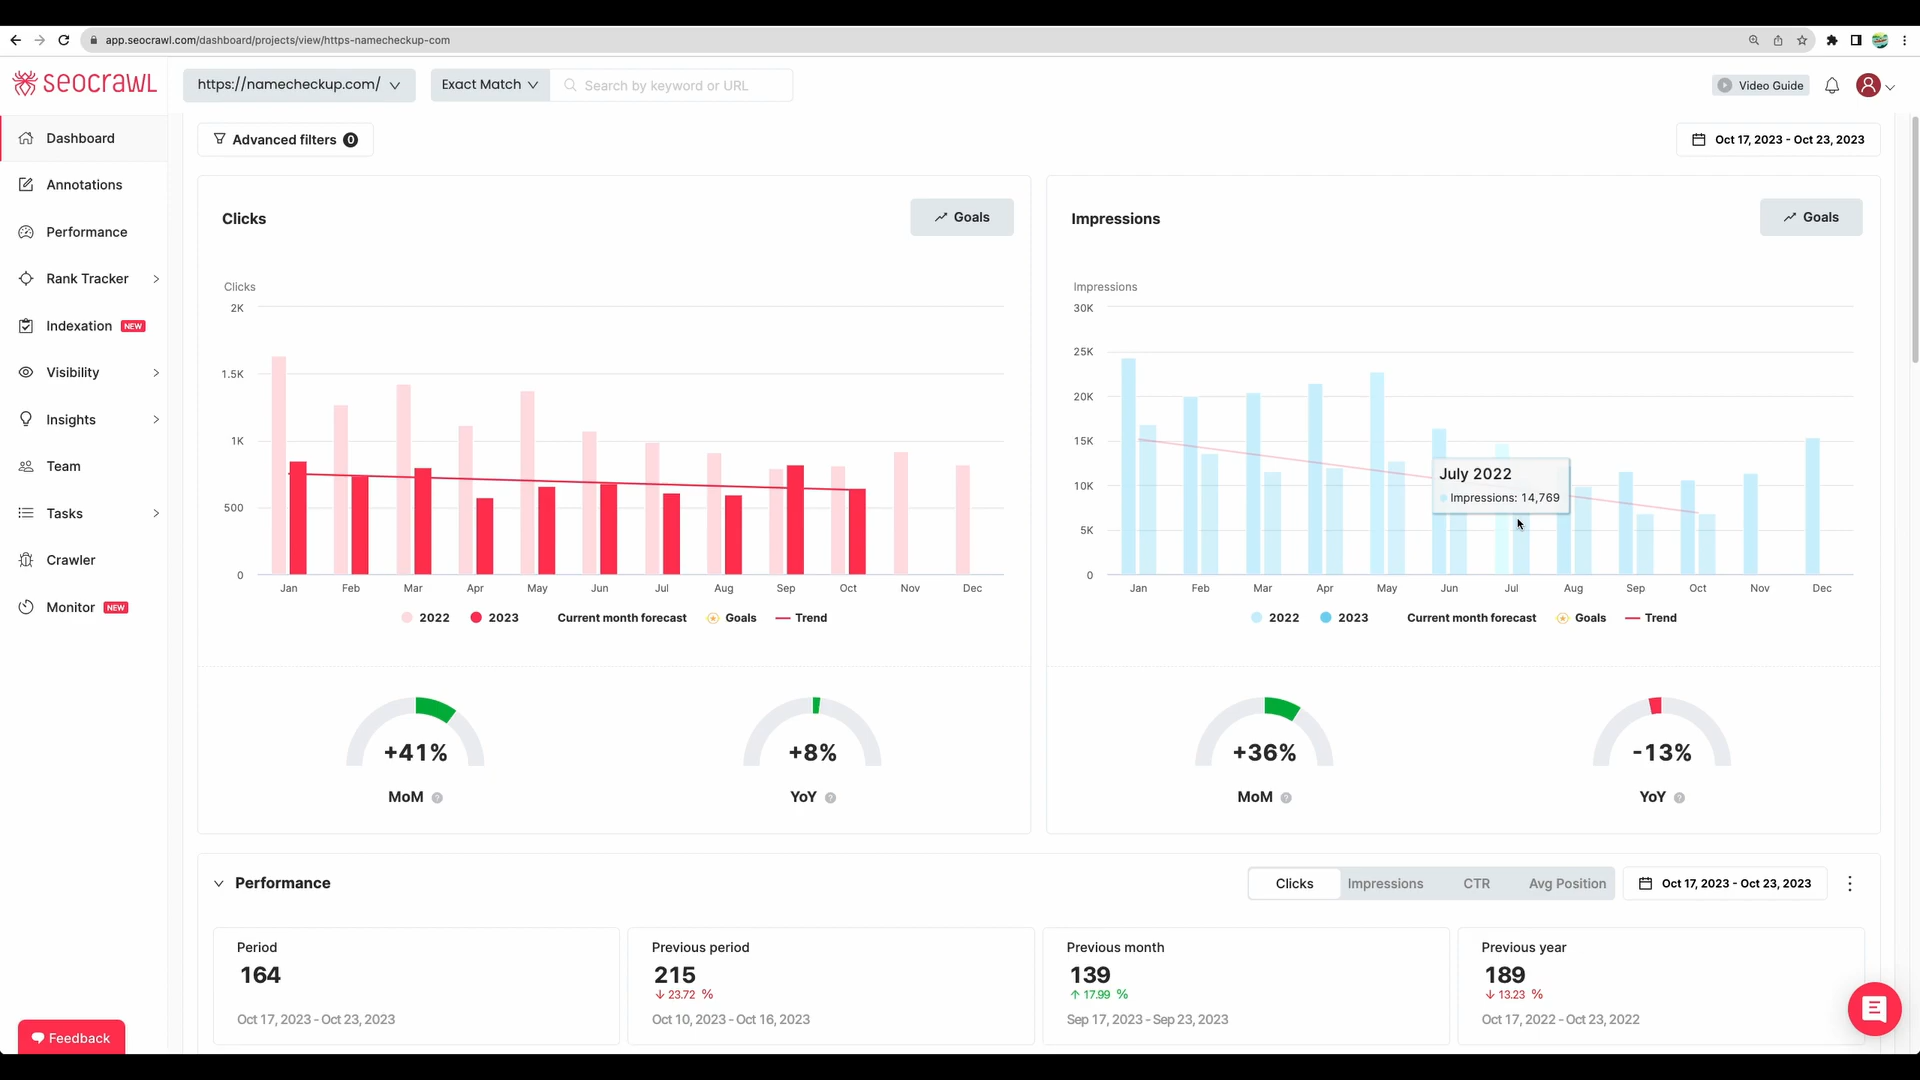 app.seocrawl.com/dashboard/projects/view/https-namecheckup-com
seocrawl
https://namecheckup.com/
Exact Match
Search by keyword or URL
Video Guide
Dashboard
Annotations
Performance
Rank Tracker
Indexation NEW
Visibility
Insights
Team
Tasks
Crawler
Monitor NEW
Feedback
Advanced filters 0
Oct 17, 2023 - Oct 23, 2023
Clicks
Goals
Clicks
2K
1.5K
1K
500
0
Jan Feb Mar Apr May Jun Jul Aug Sep Oct Nov Dec
2022 2023 Current month forecast Goals Trend
+41%
MoM ?
+8%
YoY ?
Impressions
Goals
Impressions
30K
25K
20K
15K
10K
5K
0
July 2022
Impressions: 14,769
Jan Feb Mar Apr May Jun Jul Aug Sep Oct Nov Dec
2022 2023 Current month forecast Goals Trend
+36%
MoM ?
-13%
YoY ?
Performance
Clicks Impressions CTR Avg Position
Oct 17, 2023 - Oct 23, 2023
Period
164
Oct 17, 2023 - Oct 23, 2023
Previous period
215
↓ 23.72 %
Oct 10, 2023 - Oct 16, 2023
Previous month
139
↑ 17.99 %
Sep 17, 2023 - Sep 23, 2023
Previous year
189
↓ 13.23 %
Oct 17, 2022 - Oct 23, 2022